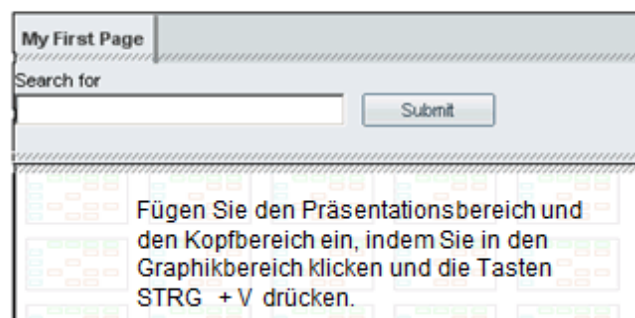 My First Page
Search for
Submit
Fügen Sie den Präsentationsbereich und
den Kopfbereich ein, indem Sie in den
Graphikbereich klicken und die Tasten
STRG + V drücken.